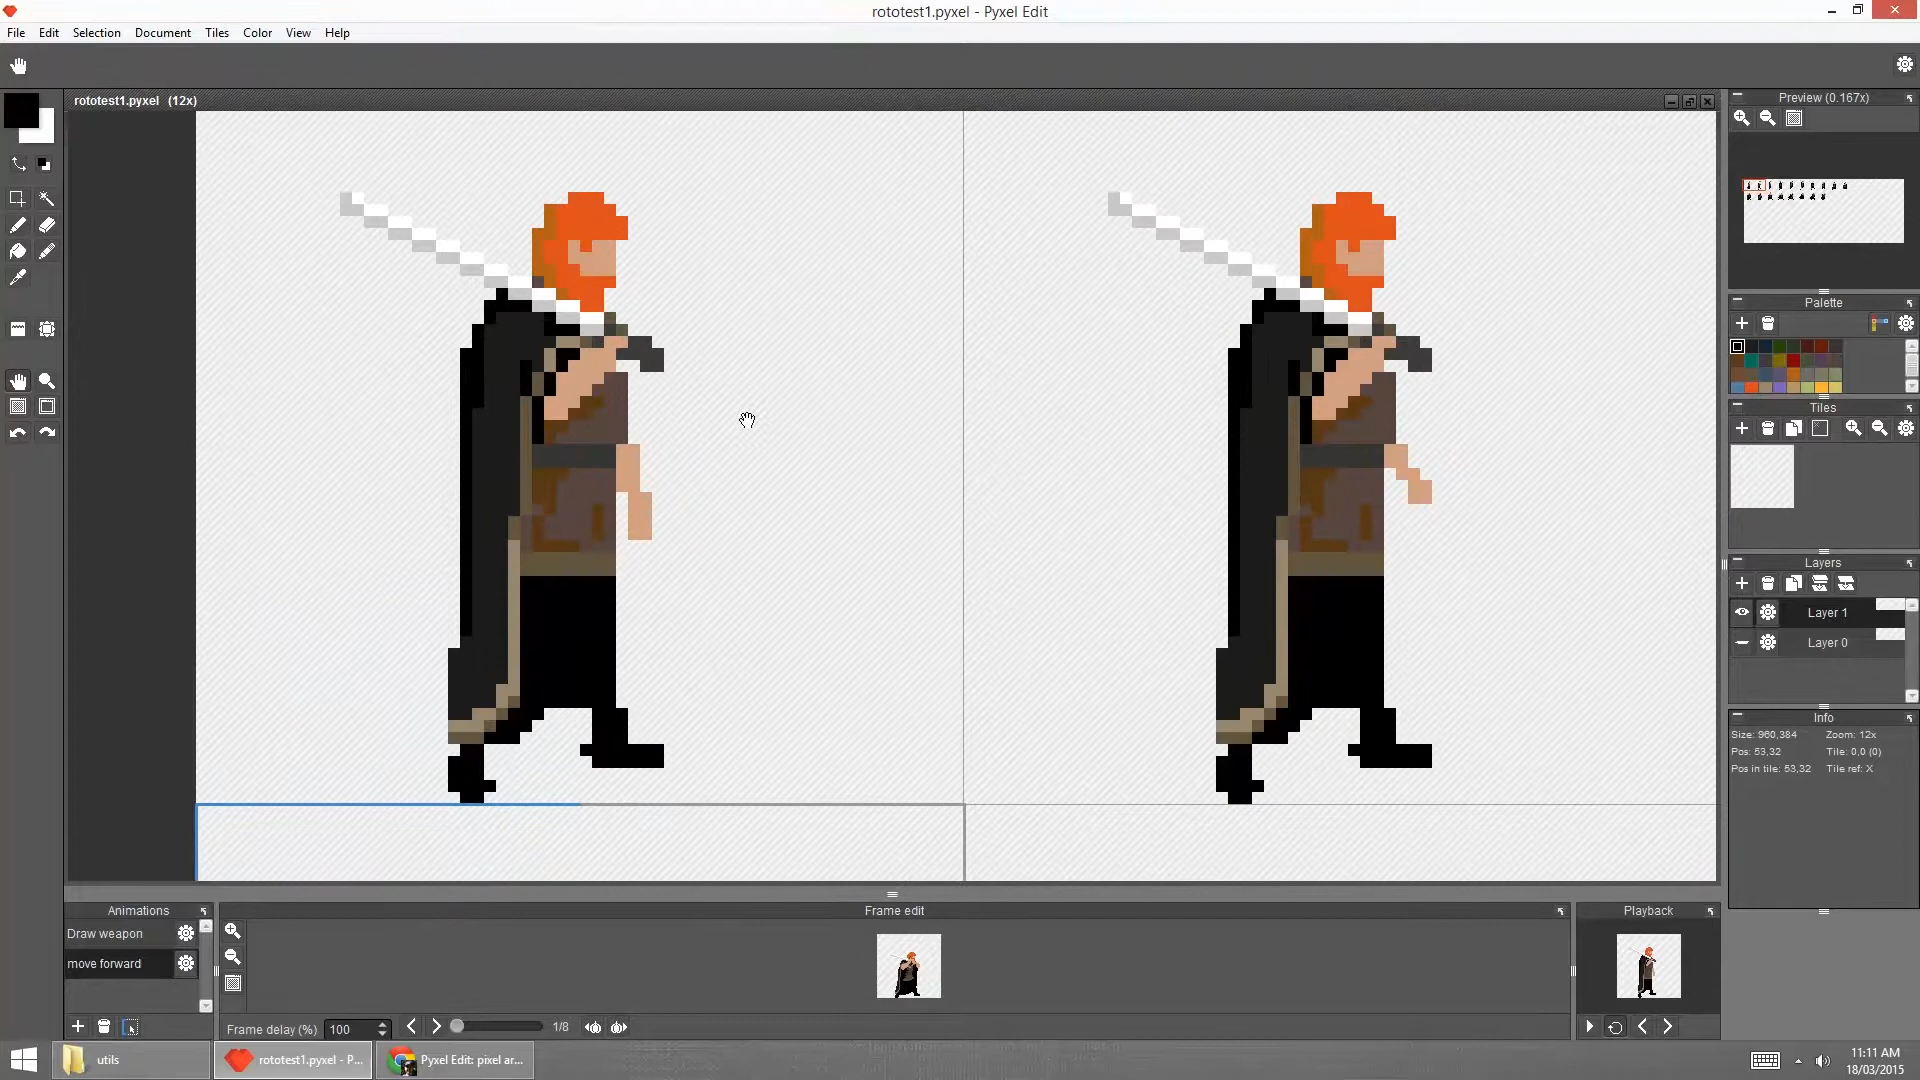 rototest1.pyxel - Pyxel Edit
File Edit Selection Document Tiles Color View Help
rototest1.pyxel (12x)
Preview (0.167x)
Palette
Tiles
Layers
Layer 1
Layer 0
Info
Size: 960,384 Zoom: 12x
Pos: 53,32 Tile: 0,0 (0)
Pos in tile: 53,32 Tile ref: X
Animations
Draw weapon
move forward
Frame edit
Frame delay (%) 100
1/8
Playback
utils
rototest1.pyxel - P...
Pyxel Edit: pixel ar...
11:11 AM
18/03/2015